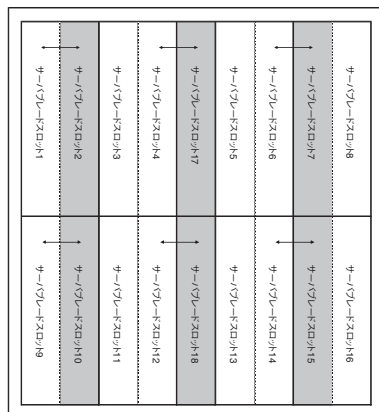 サーバブレードスロット1
サーバブレードスロット2
サーバブレードスロット3
サーバブレードスロット4
サーバブレードスロット17
サーバブレードスロット5
サーバブレードスロット6
サーバブレードスロット7
サーバブレードスロット8
サーバブレードスロット9
サーバブレードスロット10
サーバブレードスロット11
サーバブレードスロット12
サーバブレードスロット18
サーバブレードスロット13
サーバブレードスロット14
サーバブレードスロット15
サーバブレードスロット16